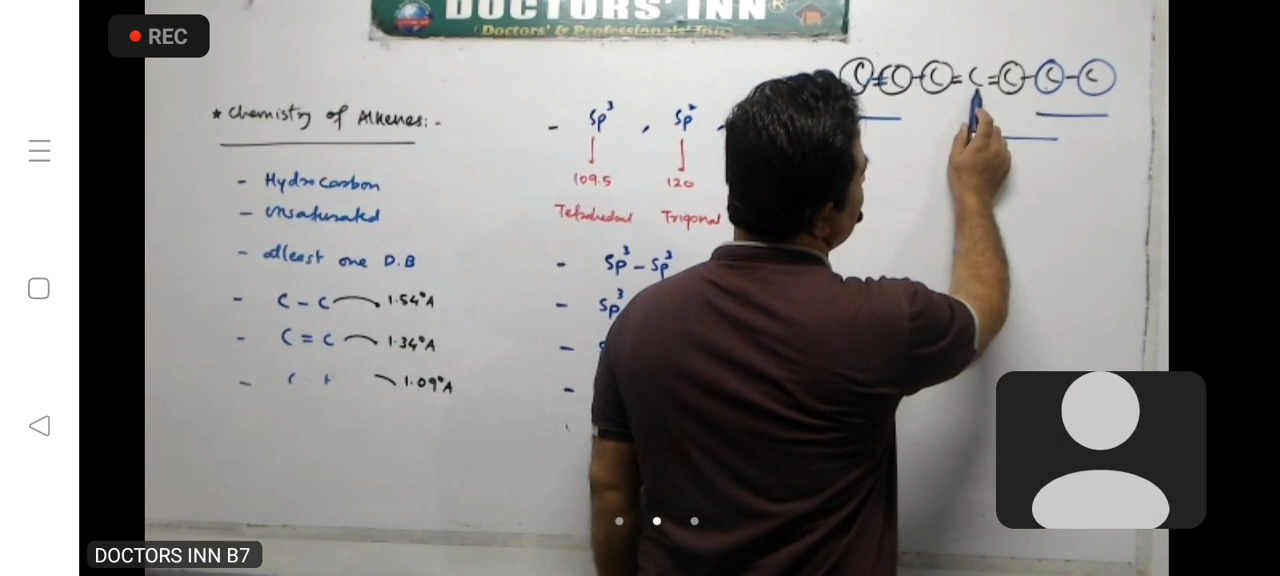 REC
DOCTORS' INN®
(Doctors' & Professionals' Inn)
C=C-C=C=C-C-C
* Chemistry of Alkenes:-
- Sp³, Sp²,
109.5 120
Tetrahedral Trigonal
- Hydrocarbon
- Unsaturated
- atleast one D.B
- C - C 1.54°A
- C = C 1.34°A
- 1.09°A
- Sp³ - Sp³
- Sp³
-
-
DOCTORS INN B7